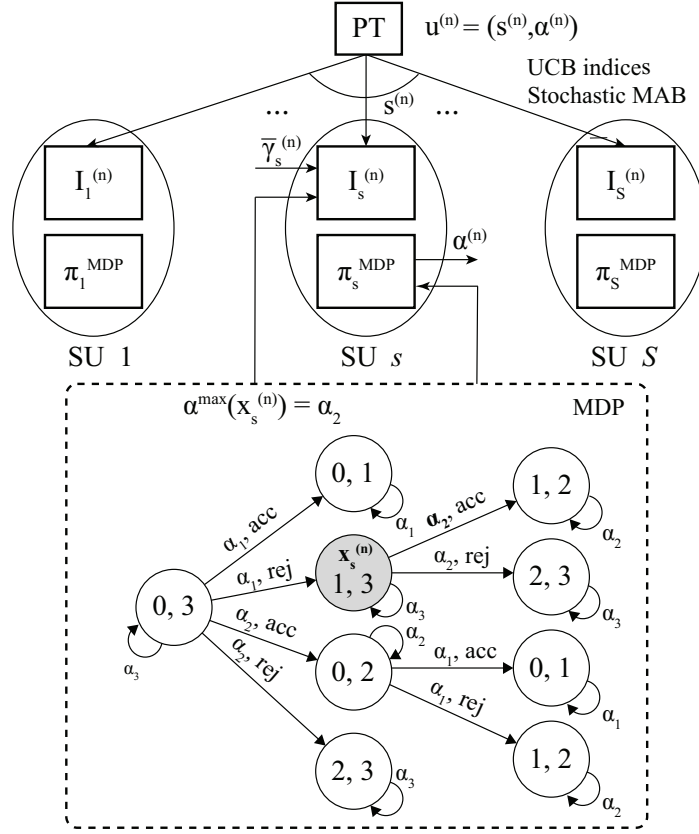 PT
u⁽ⁿ⁾ = (s⁽ⁿ⁾,α⁽ⁿ⁾)
UCB indices
Stochastic MAB
... s⁽ⁿ⁾ ...
γ̅ₛ⁽ⁿ⁾
I₁⁽ⁿ⁾ Iₛ⁽ⁿ⁾ I_S⁽ⁿ⁾
α⁽ⁿ⁾
π₁ᴹᴰᴾ πₛᴹᴰᴾ π_Sᴹᴰᴾ
SU 1 SU s SU S
αᵐᵃˣ(xₛ⁽ⁿ⁾) = α₂ MDP
0, 1
α₁
1, 2
α₂
α₁, acc
α₂, acc
xₛ⁽ⁿ⁾
1, 3
α₃
α₁, rej
α₂, rej
2, 3
α₃
0, 3
α₃
α₂, acc
α₂
0, 2
α₁, acc
0, 1
α₁
α₂, rej
α₁, rej
2, 3
α₃
1, 2
α₂